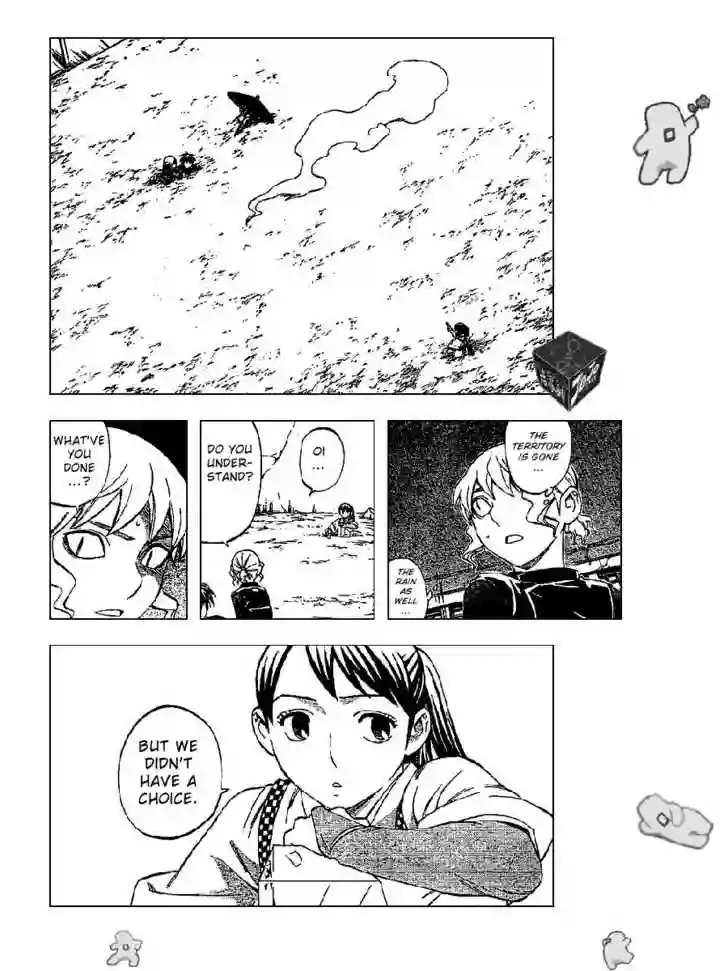 THE
TERRITORY
IS GONE
...
THE
RAIN
AS
WELL
...
OI
...
DO YOU
UNDER-
STAND?
WHAT'VE
YOU
DONE
...?
BUT WE
DIDN'T
HAVE A
CHOICE.